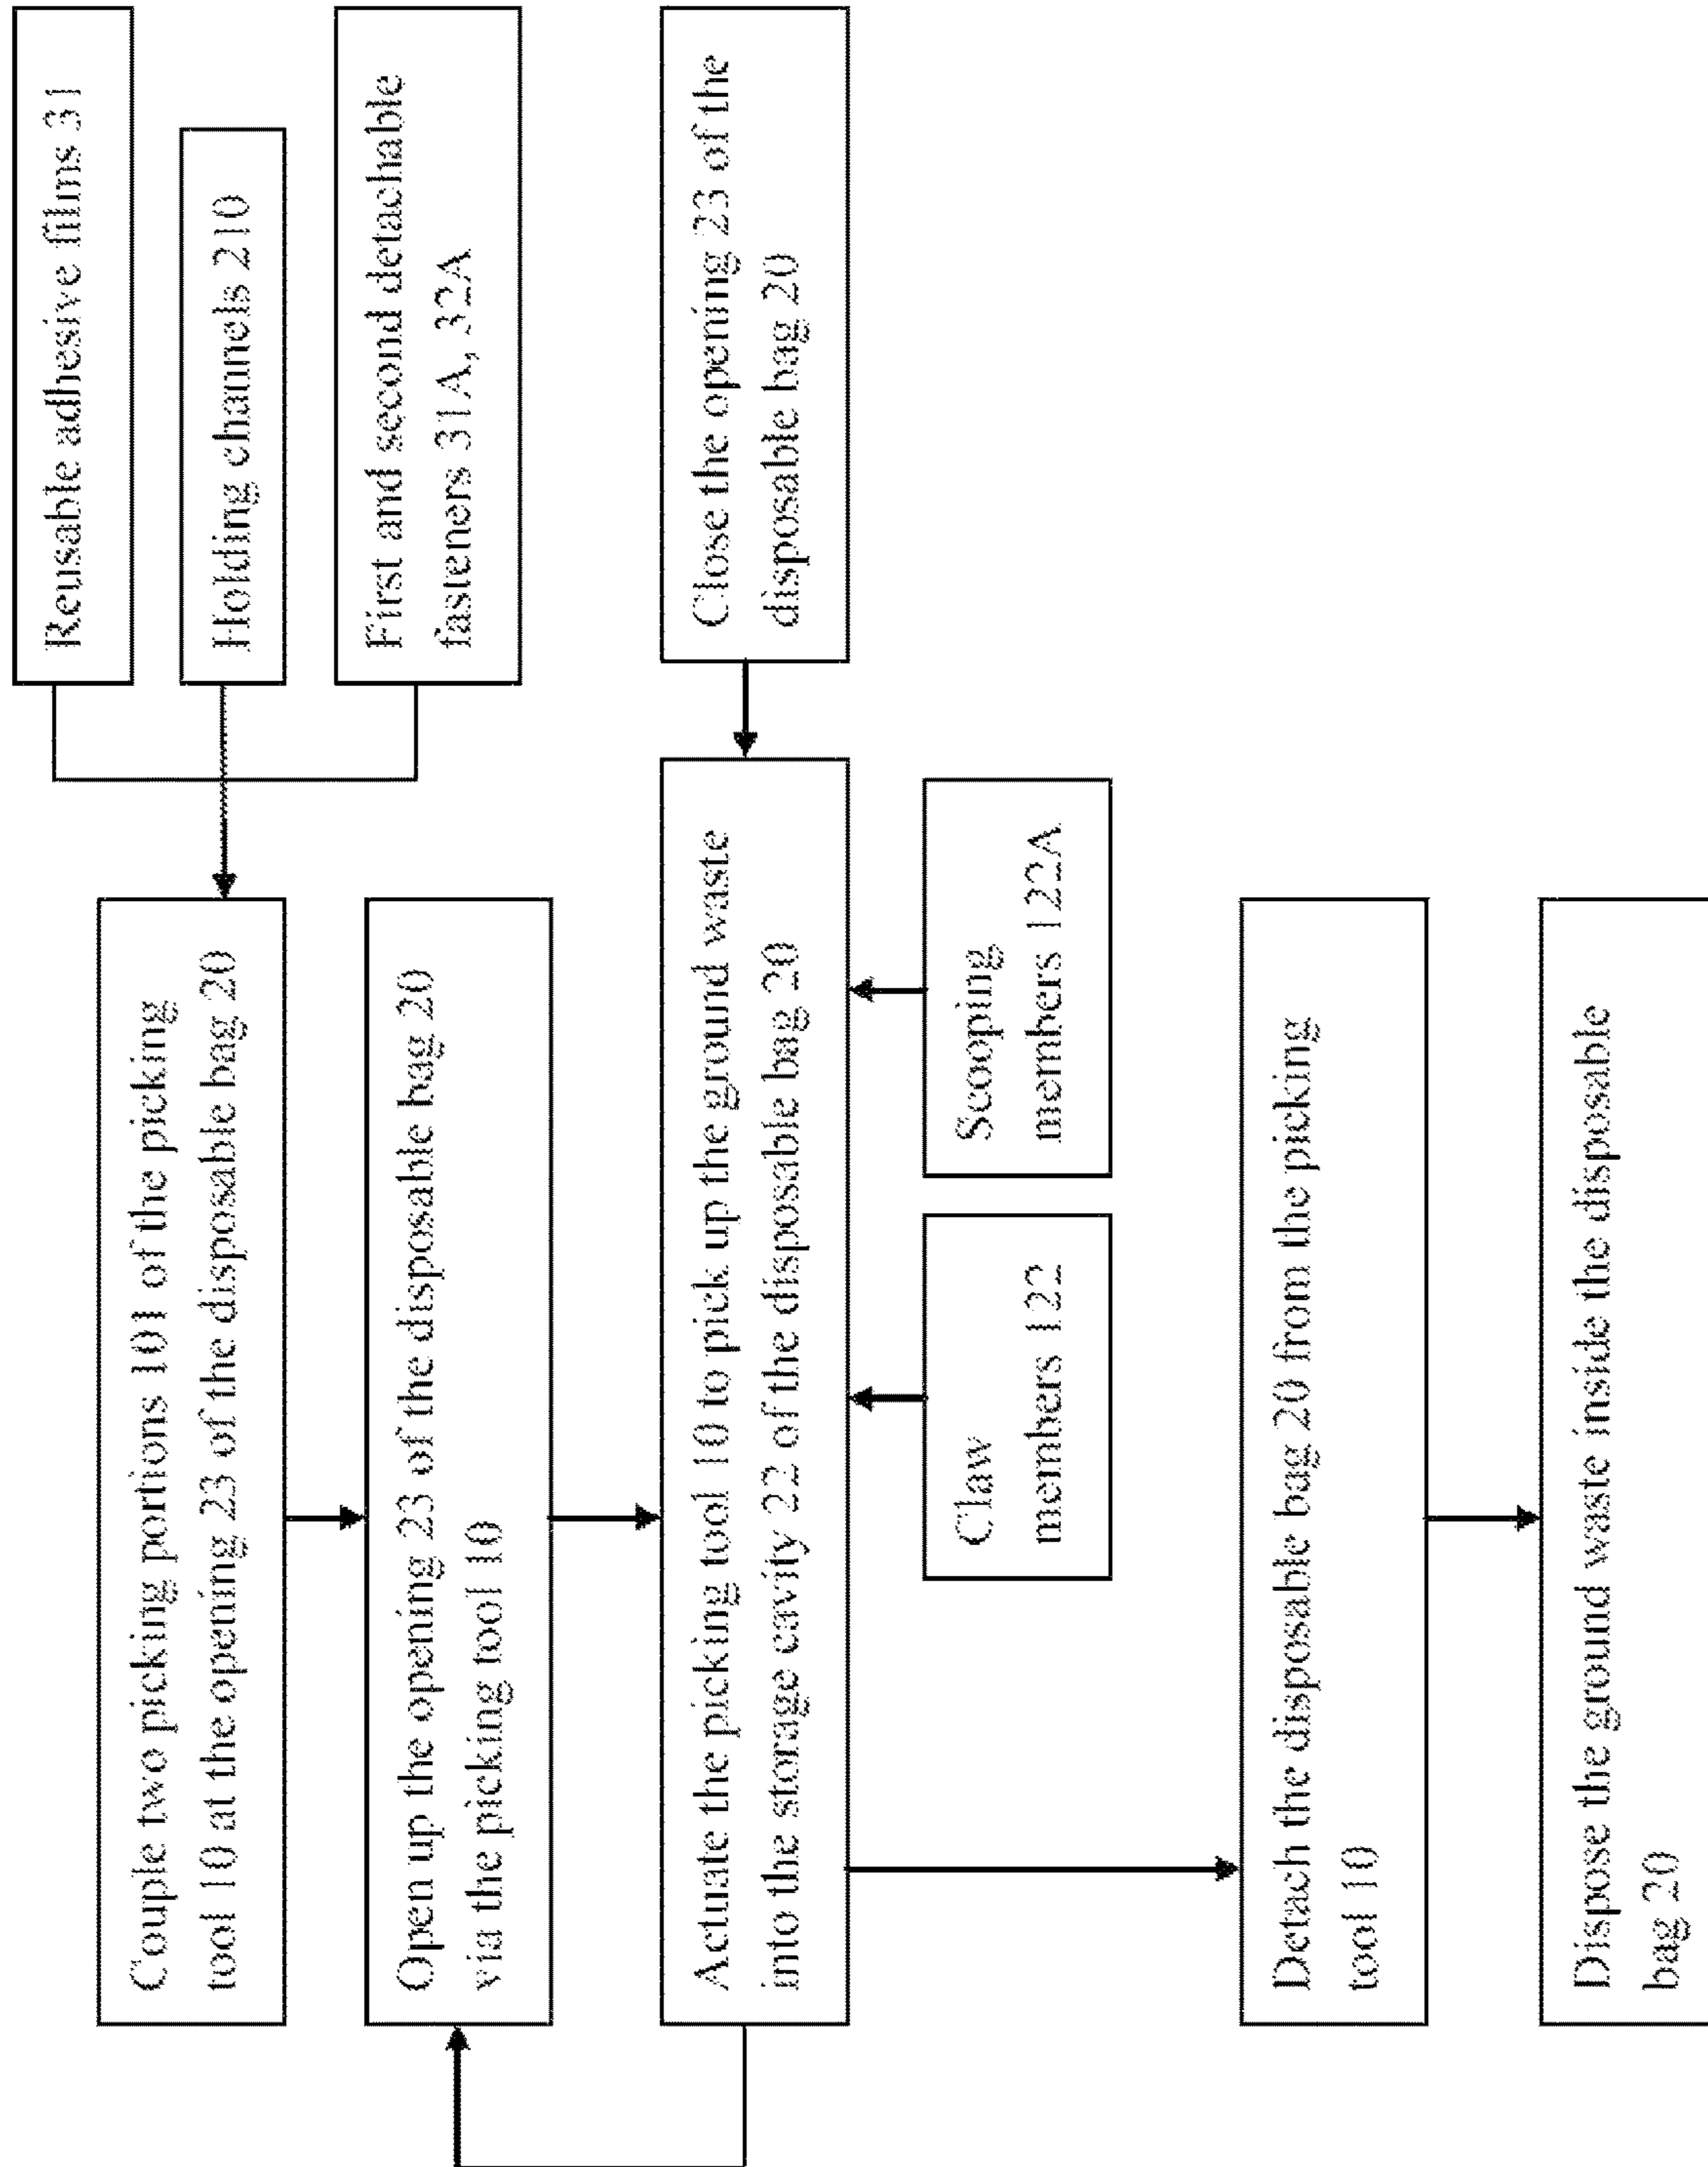 Couple two picking portions 101 of the picking
tool 10 at the opening 23 of the disposable bag 20
Reusable adhesive films 31
Holding channels 210
First and second detachable
fasteners 31A, 32A
Open up the opening 23 of the disposable bag 20
via the picking tool 10
Actuate the picking tool 10 to pick up the ground waste
into the storage cavity 22 of the disposable bag 20
Close the opening 23 of the
disposable bag 20
Claw
members 122
Scooping
members 122A
Detach the disposable bag 20 from the picking
tool 10
Dispose the ground waste inside the disposable
bag 20